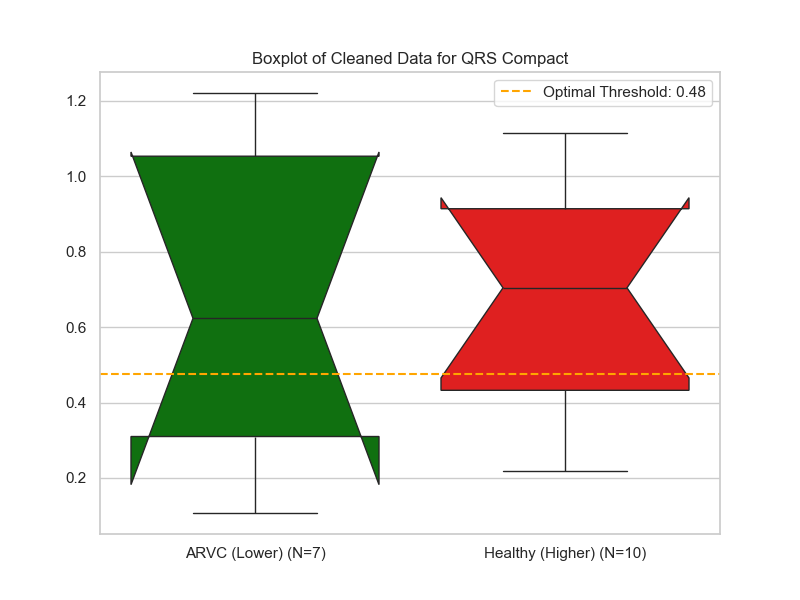 Boxplot of Cleaned Data for QRS Compact
Optimal Threshold: 0.48
1.2
1.0
0.8
0.6
0.4
0.2
ARVC (Lower) (N=7)
Healthy (Higher) (N=10)